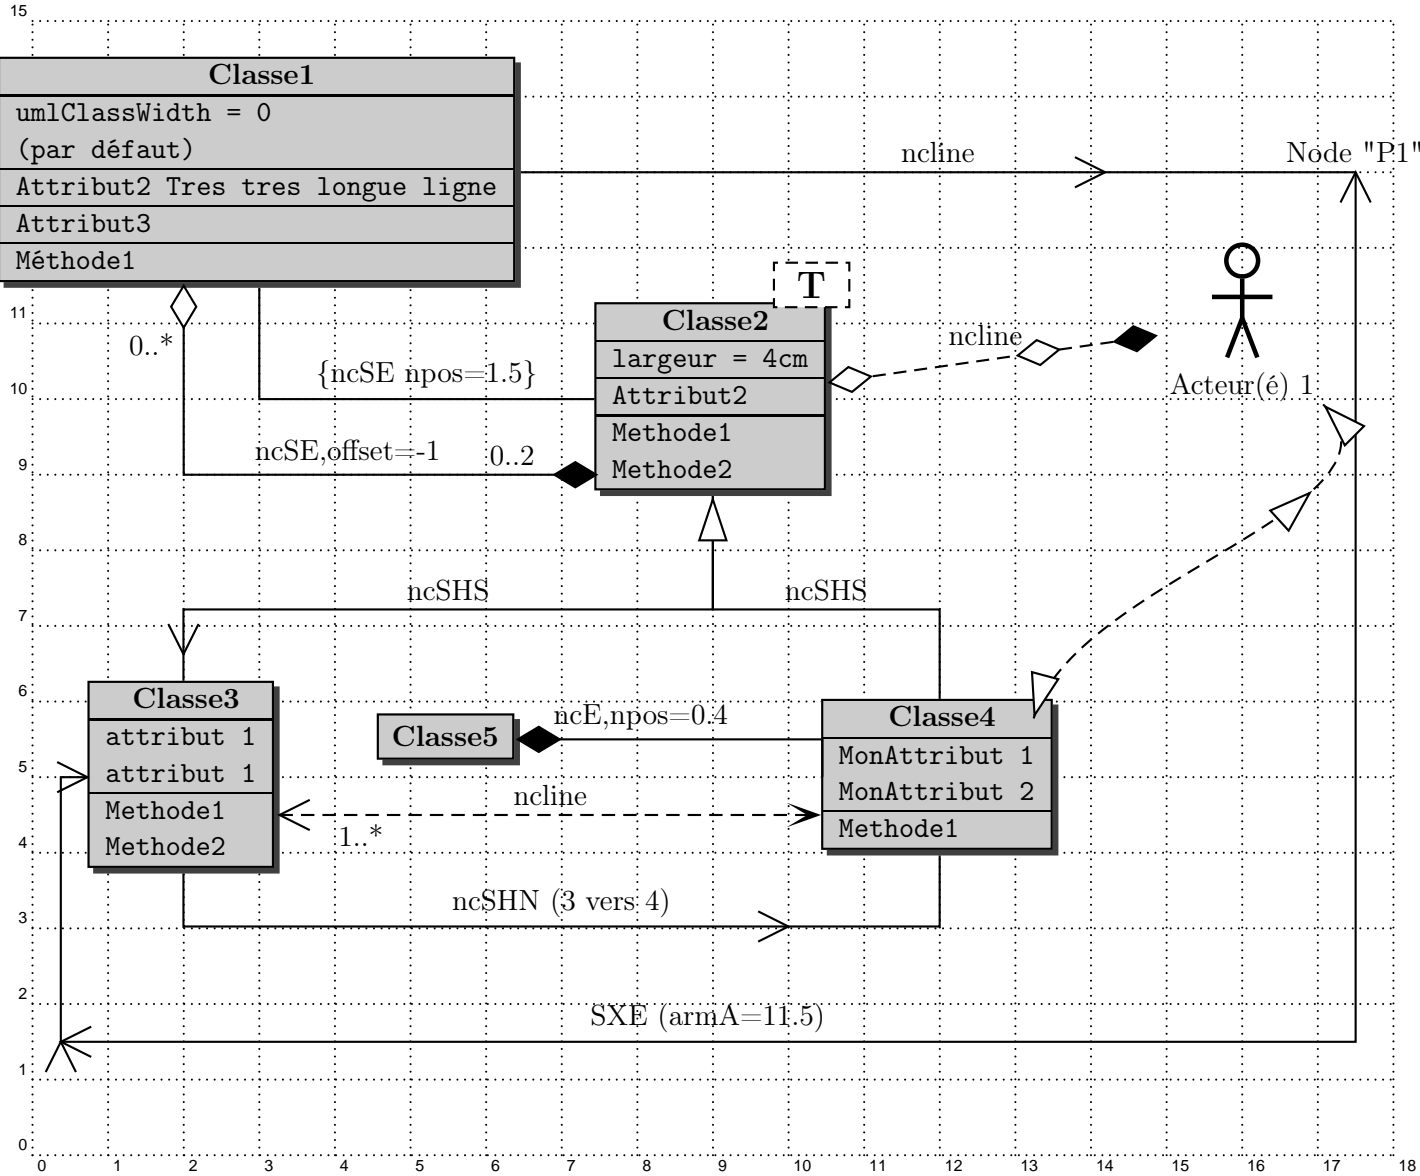 15
Classe1
umlClassWidth = 0
(par défaut)
Attribut2 Tres tres longue ligne
Attribut3
Méthode1
ncline
Node "P1"
T
11
Classe2
largeur = 4cm
Attribut2
Methode1
Methode2
0..*
{ncSE npos=1.5}
ncline
Acteur(é) 1
10
ncSE,offset=-1
0..2
9
8
ncSHS
ncSHS
7
6
Classe3
attribut 1
attribut 1
Methode1
Methode2
Classe5
ncE,npos=0.4
Classe4
MonAttribut 1
MonAttribut 2
Methode1
5
ncline
1..*
4
ncSHN (3 vers 4)
3
2
SXE (armA=11.5)
1
0
0 1 2 3 4 5 6 7 8 9 10 11 12 13 14 15 16 17 18